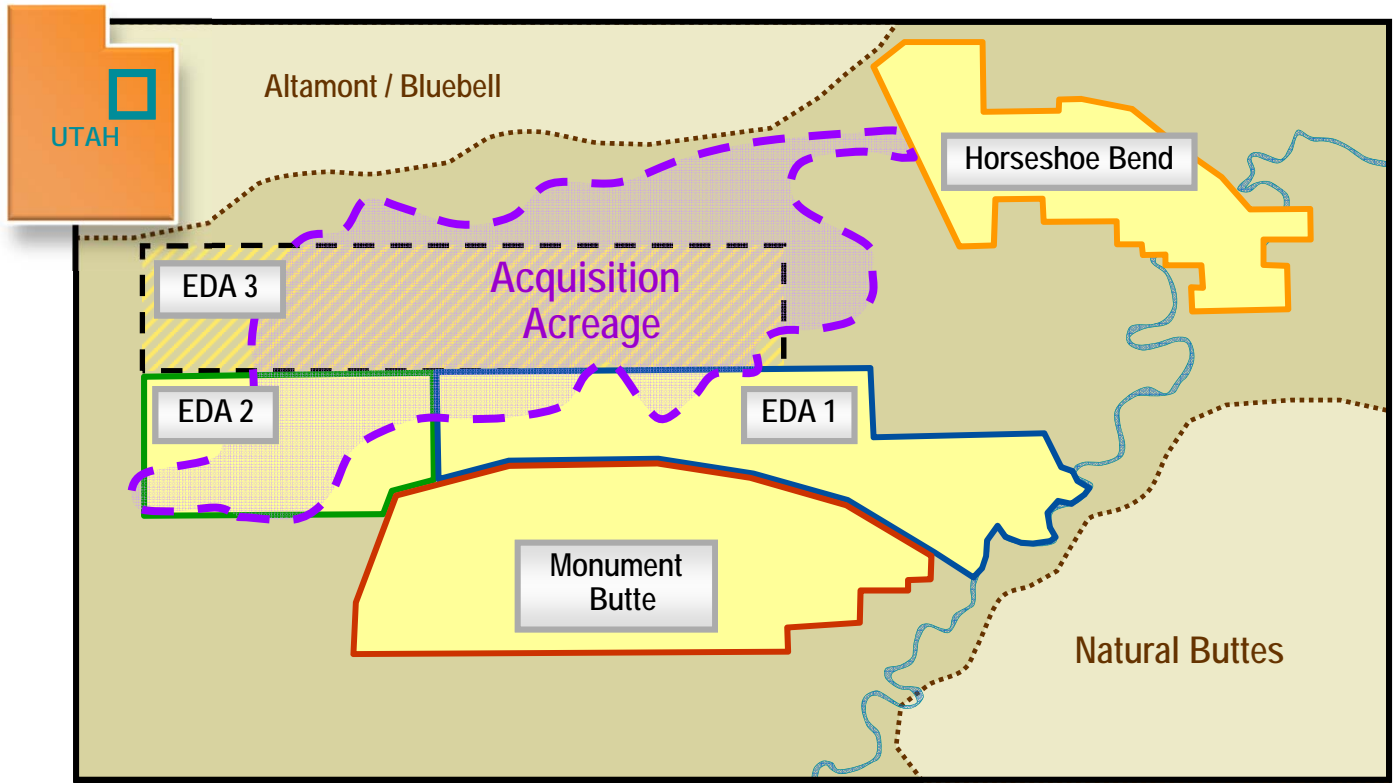 UTAH
Altamont / Bluebell
Horseshoe Bend
EDA 3
Acquisition
Acreage
EDA 2
EDA 1
Monument
Butte
Natural Buttes